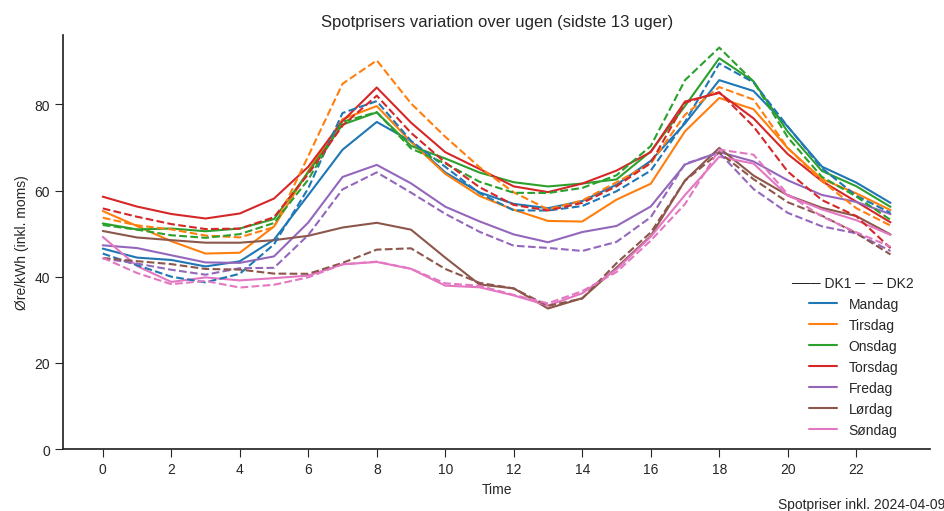 Spotprisers variation over ugen (sidste 13 uger)
Øre/kWh (inkl. moms)
80
60
40
20
0
0 2 4 6 8 10 12 14 16 18 20 22
Time
DK1 DK2
Mandag
Tirsdag
Onsdag
Torsdag
Fredag
Lørdag
Søndag
Spotpriser inkl. 2024-04-09